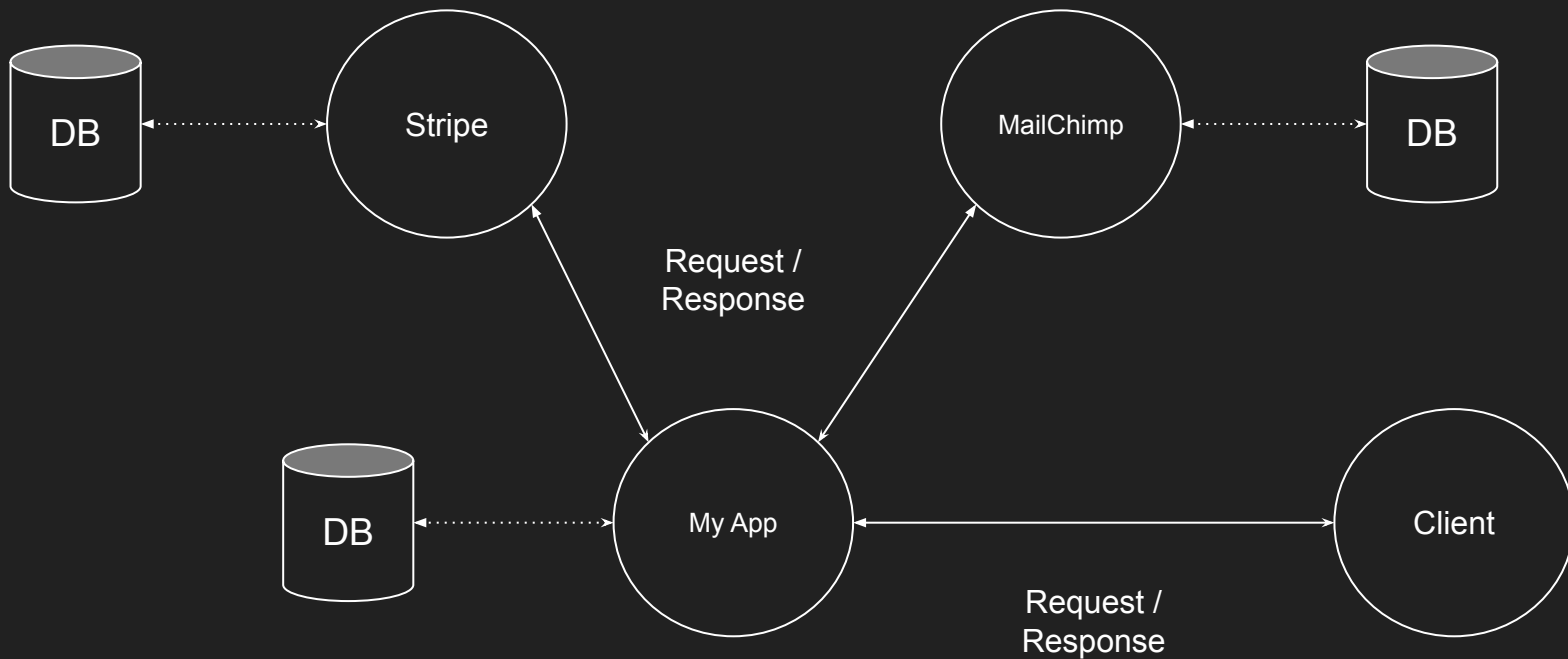 DB
Stripe
MailChimp
DB
Request /
Response
DB
My App
Client
Request /
Response